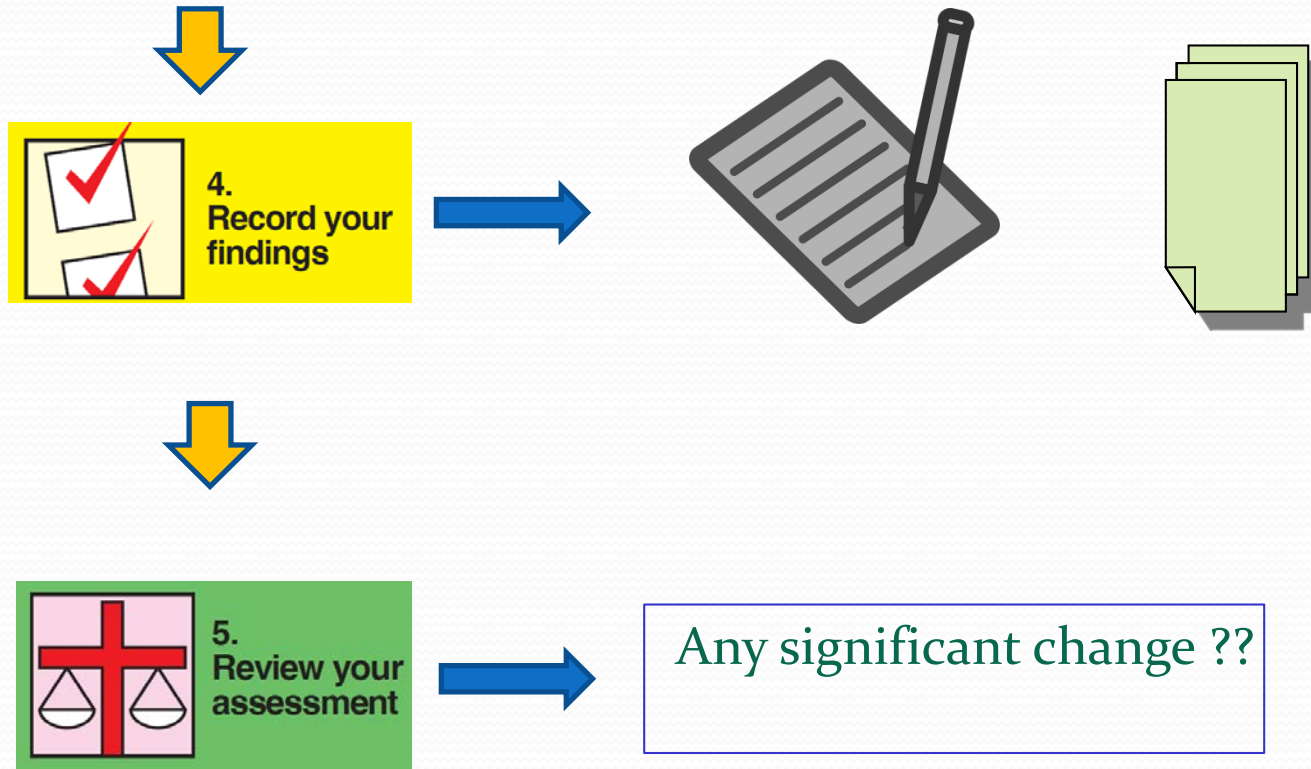 4.
Record your
findings
5.
Review your
assessment
Any significant change ??